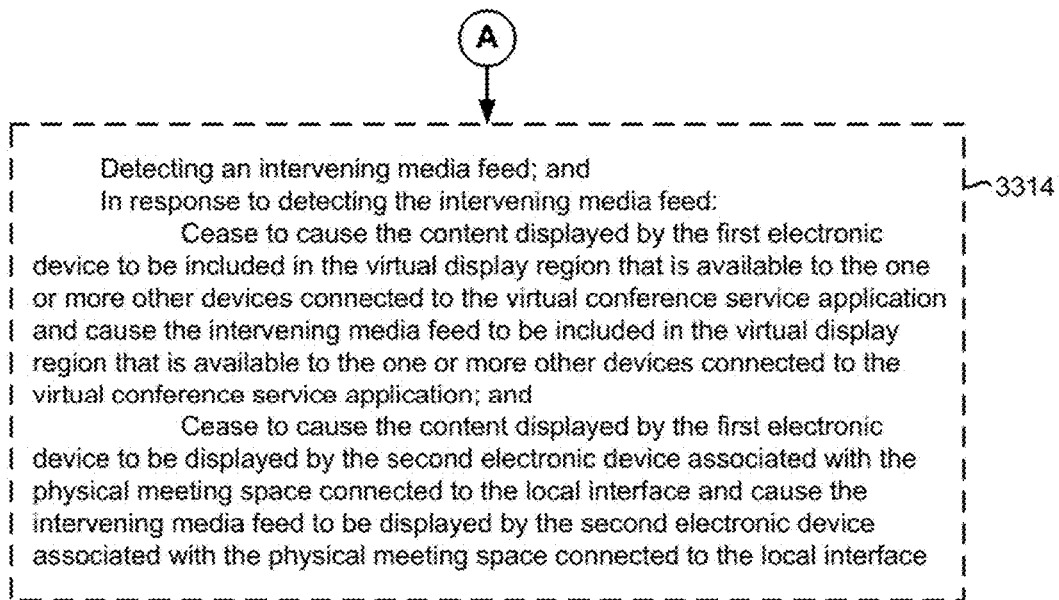 A
Detecting an intervening media feed; and
In response to detecting the intervening media feed:
Cease to cause the content displayed by the first electronic
device to be included in the virtual display region that is available to the one
or more other devices connected to the virtual conference service application
and cause the intervening media feed to be included in the virtual display
region that is available to the one or more other devices connected to the
virtual conference service application; and
Cease to cause the content displayed by the first electronic
device to be displayed by the second electronic device associated with the
physical meeting space connected to the local interface and cause the
intervening media feed to be displayed by the second electronic device
associated with the physical meeting space connected to the local interface
3314